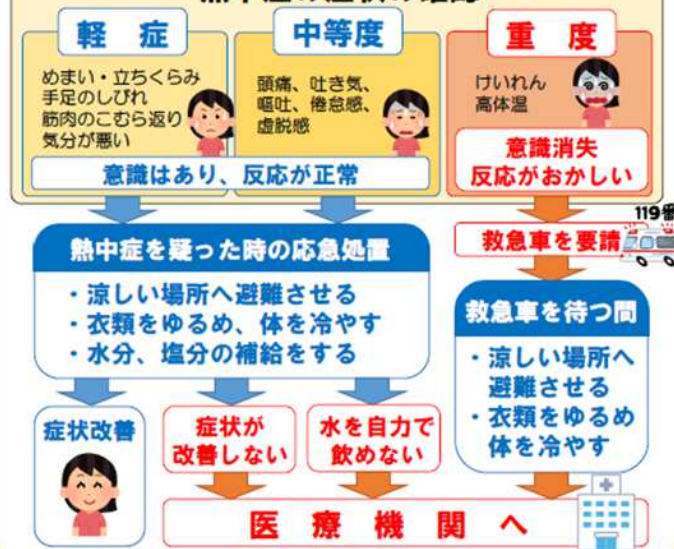 軽症
中等度
重度
めまい・立ちくらみ
手足のしびれ
筋肉のこむら返り
気分が悪い
頭痛、吐き気、
嘔吐、倦怠感、
虚脱感
けいれん
高体温
意識はあり、反応が正常
意識消失
反応がおかしい
119番
救急車を要請
熱中症を疑った時の応急処置
・涼しい場所へ避難させる
・衣類をゆるめ、体を冷やす
・水分、塩分の補給をする
救急車を待つ間
・涼しい場所へ
避難させる
・衣類をゆるめ
体を冷やす
症状改善
症状が
改善しない
水を自力で
飲めない
医療機関へ